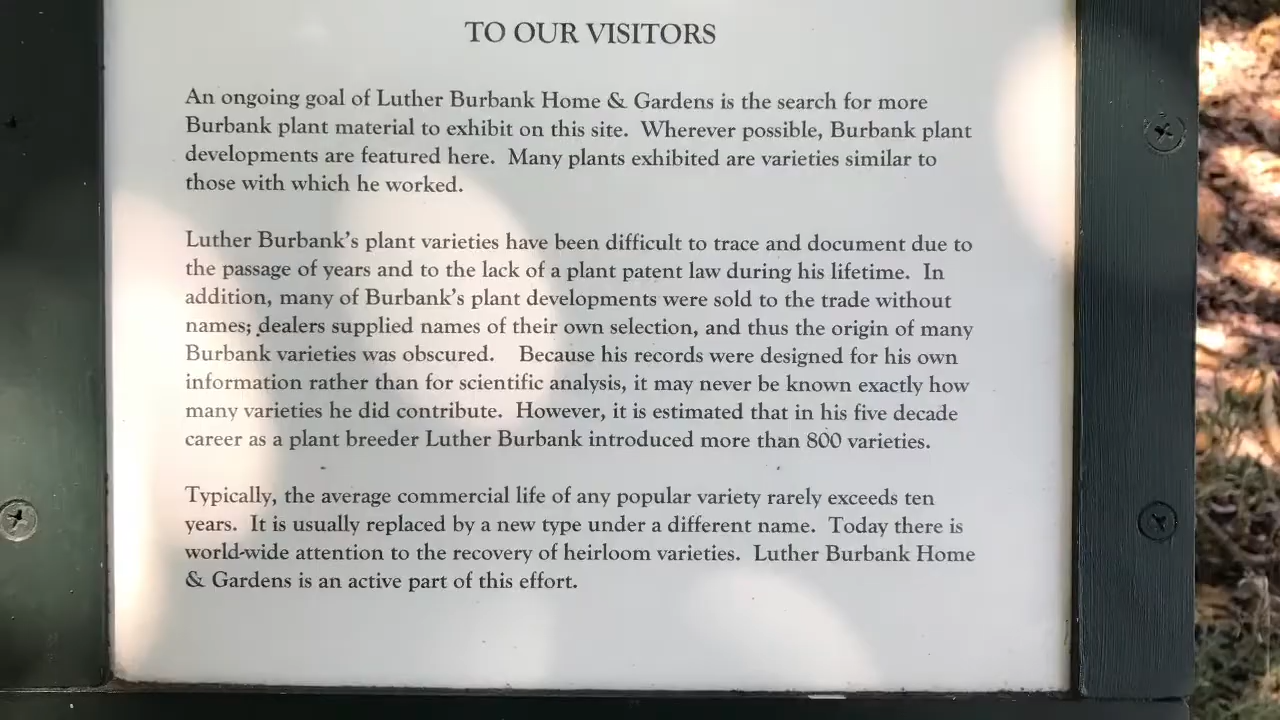 TO OUR VISITORS
An ongoing goal of Luther Burbank Home & Gardens is the search for more
Burbank plant material to exhibit on this site. Wherever possible, Burbank plant
developments are featured here. Many plants exhibited are varieties similar to
those with which he worked.
Luther Burbank's plant varieties have been difficult to trace and document due to
the passage of years and to the lack of a plant patent law during his lifetime. In
addition, many of Burbank's plant developments were sold to the trade without
names; dealers supplied names of their own selection, and thus the origin of many
Burbank varieties was obscured. Because his records were designed for his own
information rather than for scientific analysis, it may never be known exactly how
many varieties he did contribute. However, it is estimated that in his five decade
career as a plant breeder Luther Burbank introduced more than 800 varieties.
Typically, the average commercial life of any popular variety rarely exceeds ten
years. It is usually replaced by a new type under a different name. Today there is
world-wide attention to the recovery of heirloom varieties. Luther Burbank Home
& Gardens is an active part of this effort.